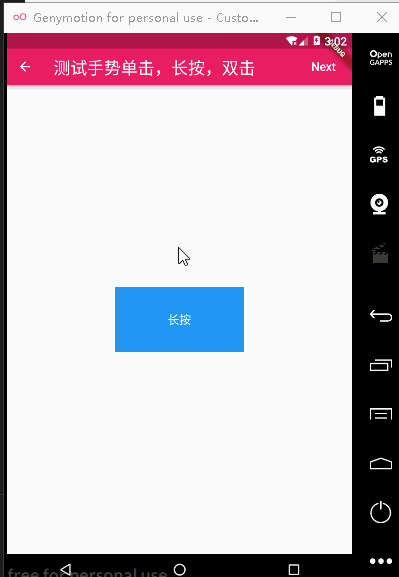 Genymotion for personal use - Custo...
3:02
DEBUG
测试手势单击，长按，双击
Next
Open
GAPPS
GPS
长按
free for personal use